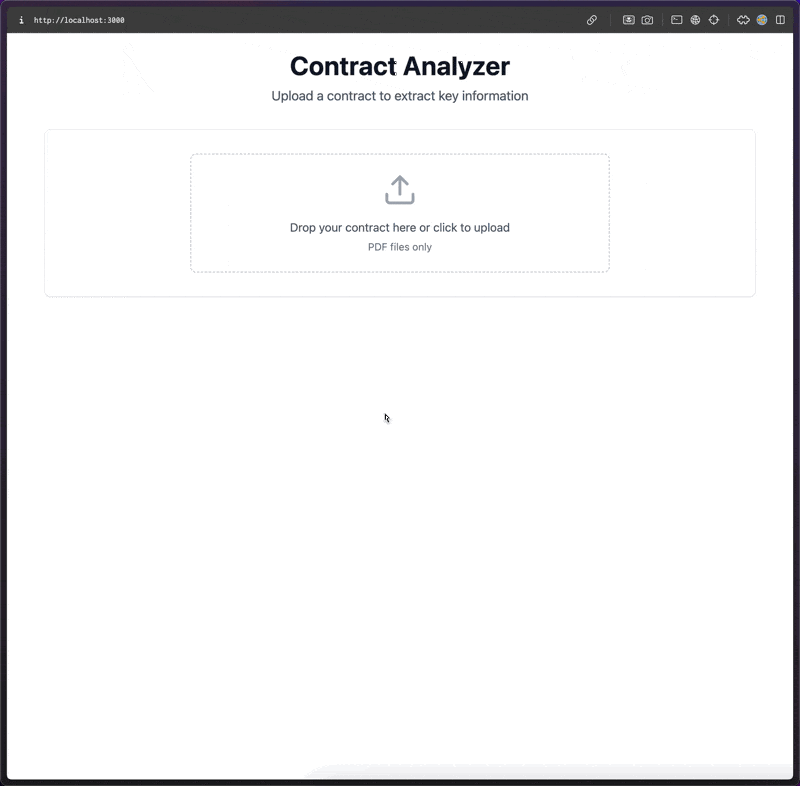 http://localhost:3000
Contract Analyzer
Upload a contract to extract key information
Drop your contract here or click to upload
PDF files only